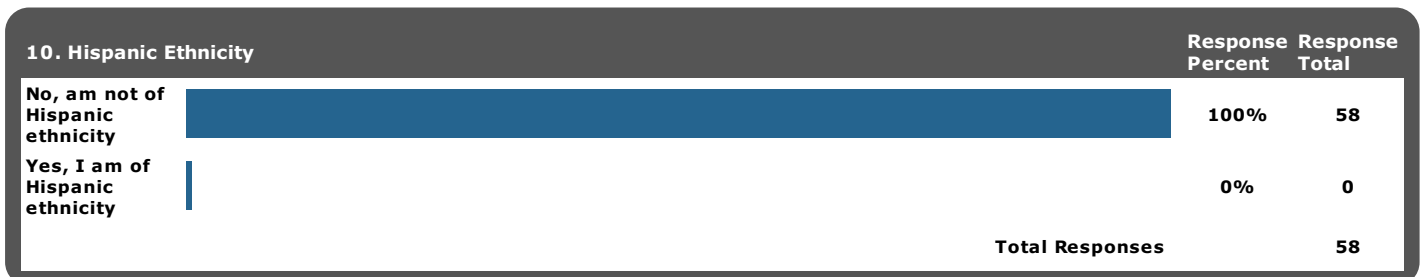 10. Hispanic Ethnicity
Response Response
Percent Total
No, am not of
Hispanic
ethnicity
100% 58
Yes, I am of
Hispanic
ethnicity
0% 0
Total Responses 58